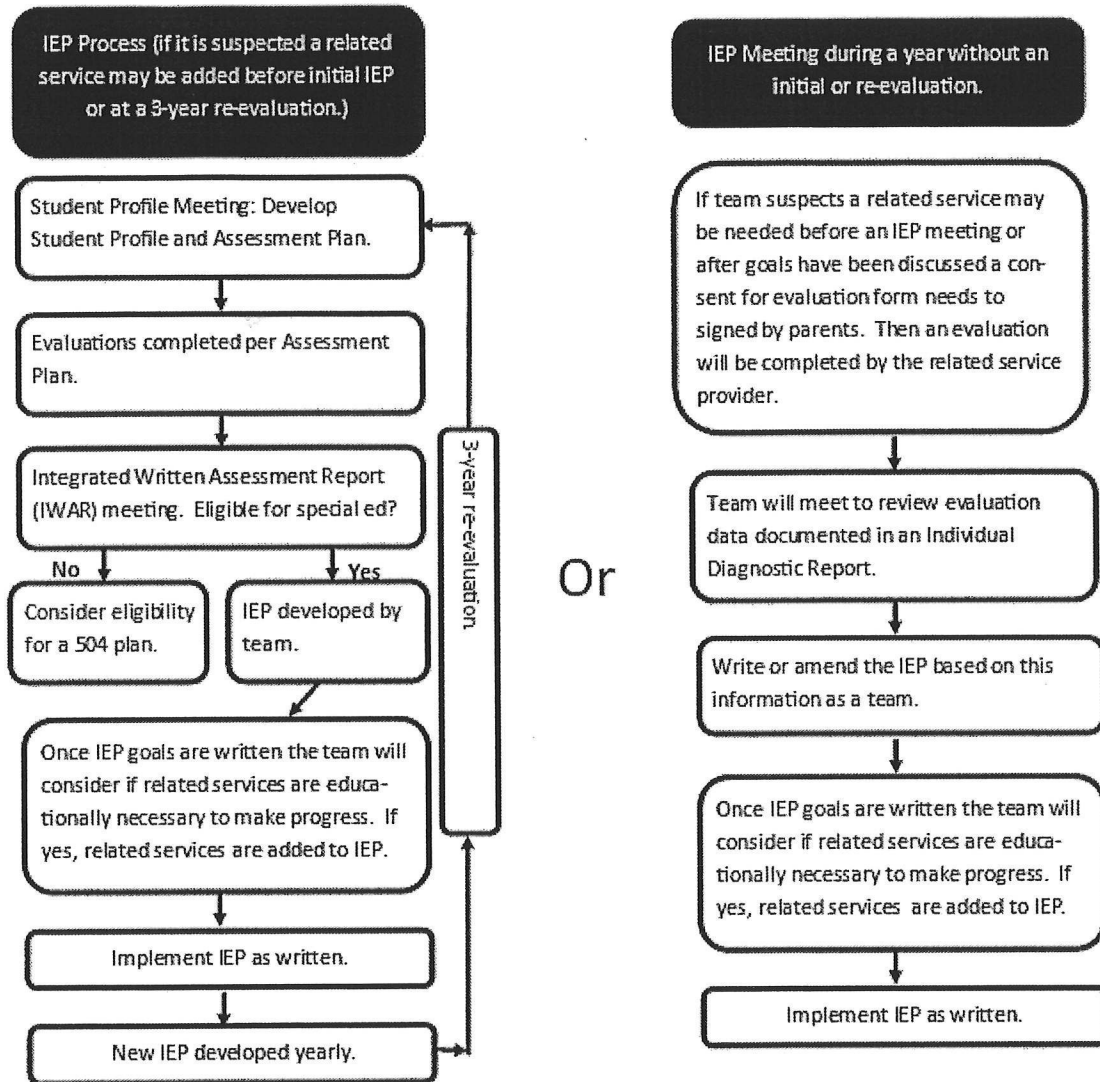 IEP Process (if it is suspected a related
service may be added before initial IEP
or at a 3-year re-evaluation.)
Student Profile Meeting: Develop
Student Profile and Assessment Plan.
Evaluations completed per Assessment
Plan.
Integrated Written Assessment Report
(IWAR) meeting. Eligible for special ed?
No
Yes
Consider eligibility
for a 504 plan.
IEP developed by
team.
Once IEP goals are written the team will
consider if related services are educa-
tionally necessary to make progress. If
yes, related services are added to IEP.
Implement IEP as written.
New IEP developed yearly.
3-year re-evaluation
Or
IEP Meeting during a year without an
initial or re-evaluation.
If team suspects a related service may
be needed before an IEP meeting or
after goals have been discussed a con-
sent for evaluation form needs to
signed by parents. Then an evaluation
will be completed by the related service
provider.
Team will meet to review evaluation
data documented in an Individual
Diagnostic Report.
Write or amend the IEP based on this
information as a team.
Once IEP goals are written the team will
consider if related services are educa-
tionally necessary to make progress. If
yes, related services are added to IEP.
Implement IEP as written.